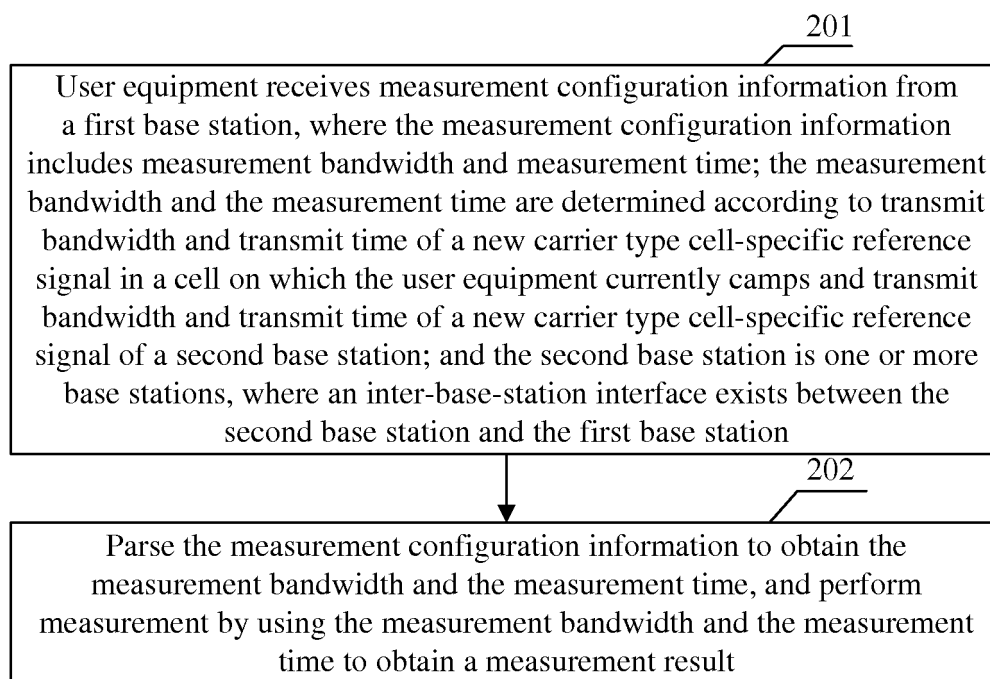 201
User equipment receives measurement configuration information from
a first base station, where the measurement configuration information
includes measurement bandwidth and measurement time; the measurement
bandwidth and the measurement time are determined according to transmit
bandwidth and transmit time of a new carrier type cell-specific reference
signal in a cell on which the user equipment currently camps and transmit
bandwidth and transmit time of a new carrier type cell-specific reference
signal of a second base station; and the second base station is one or more
base stations, where an inter-base-station interface exists between the
second base station and the first base station
202
Parse the measurement configuration information to obtain the
measurement bandwidth and the measurement time, and perform
measurement by using the measurement bandwidth and the measurement
time to obtain a measurement result